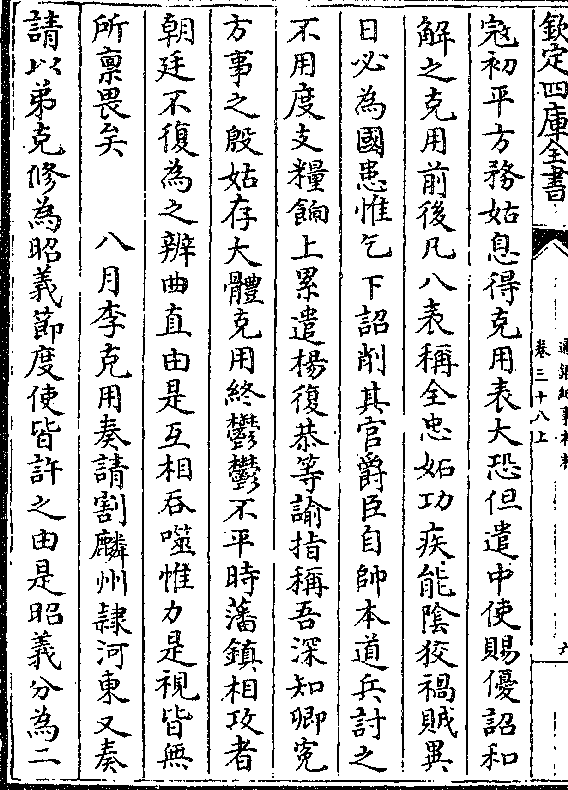 欽定四庫全書
通鑑紀事本末
卷三十八上
六
冦初平方務姑息得克用表大恐但遣中使賜優詔和
解之克用前後凡八表稱全忠妬功疾能陰狡禍賊異
日必為國患惟乞下詔削其官爵臣自帥本道兵討之
不用度支糧餉上累遣楊復恭等諭指稱吾深知卿寃
方事之殷姑存大體克用終鬱鬱不平時藩鎮相攻者
朝廷不復為之辨曲直由是互相吞噬惟力是視皆無
所禀畏矣　　八月李克用奏請割麟州𨽻河東又奏
請以弟克修為昭義節度使皆許之由是昭義分為二